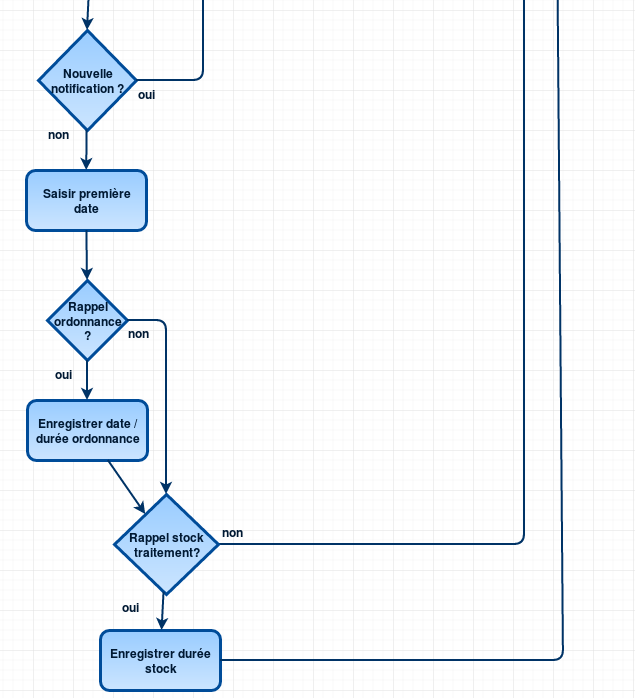 Nouvelle
notification ?
oui
non
Saisir première
date
Rappel
ordonnance
?
non
oui
Enregistrer date /
durée ordonnance
Rappel stock
traitement?
non
oui
Enregistrer durée
stock